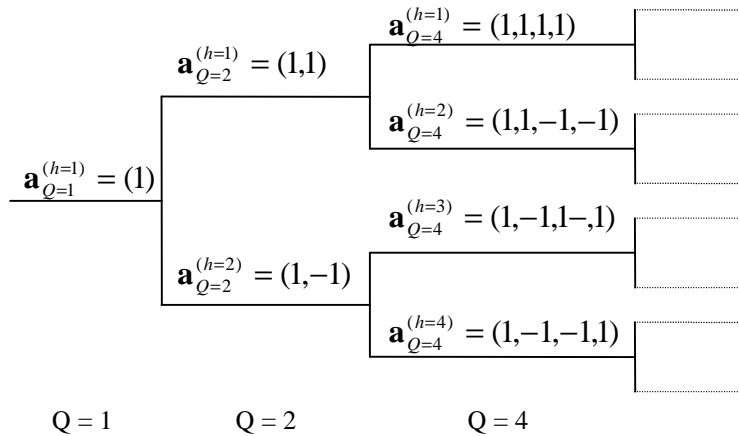 a_{Q=4}^{(h=1)} = (1,1,1,1)
a_{Q=2}^{(h=1)} = (1,1)
a_{Q=4}^{(h=2)} = (1,1,−1,−1)
a_{Q=1}^{(h=1)} = (1)
a_{Q=4}^{(h=3)} = (1,−1,1−,1)
a_{Q=2}^{(h=2)} = (1,−1)
a_{Q=4}^{(h=4)} = (1,−1,−1,1)
Q = 1 Q = 2 Q = 4